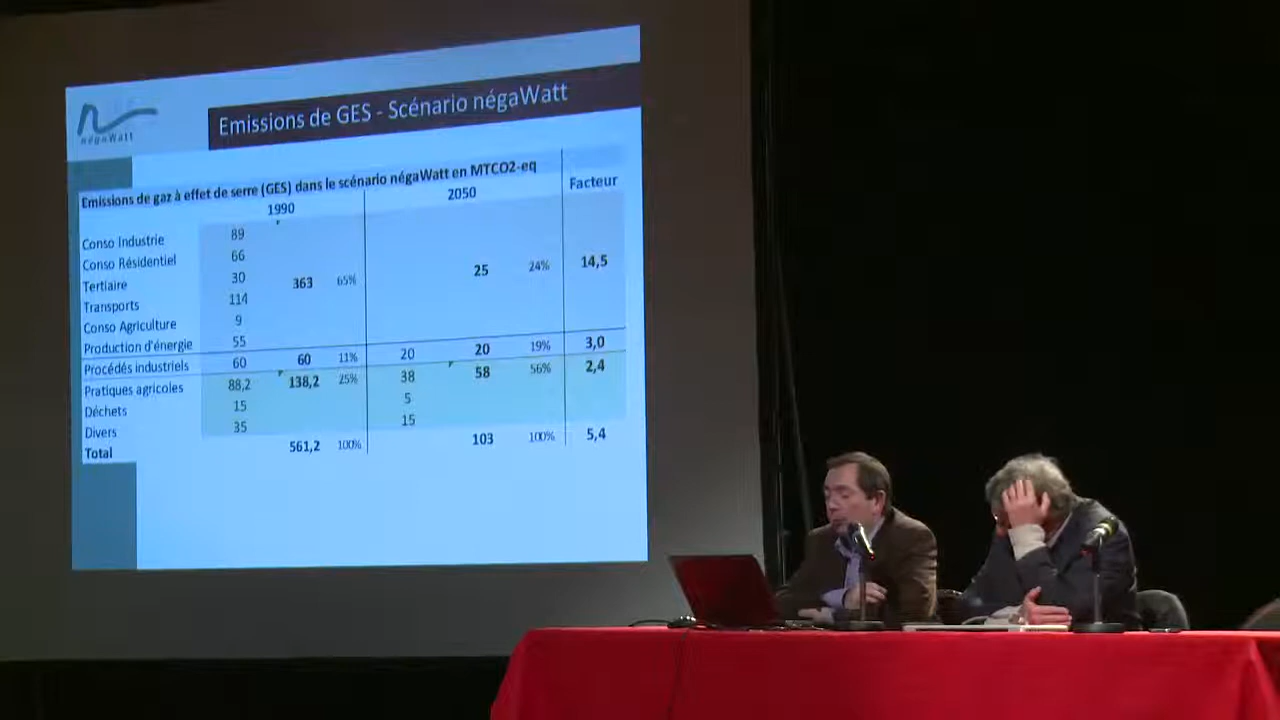 négaWatt
Emissions de GES - Scénario négaWatt
Emissions de gaz à effet de serre (GES) dans le scénario négaWatt en MTCO2-eq
Facteur
1990 2050
Conso Industrie 89
Conso Résidentiel 66
Tertiaire 30 363 65% 25 24% 14,5
Transports 114
Conso Agriculture 9
Production d'énergie 55
Procédés industriels 60 60 11% 20 20 19% 3,0
Pratiques agricoles 88,2 138,2 25% 38 58 56% 2,4
Déchets 15 5
Divers 35 15
Total 561,2 100% 103 100% 5,4